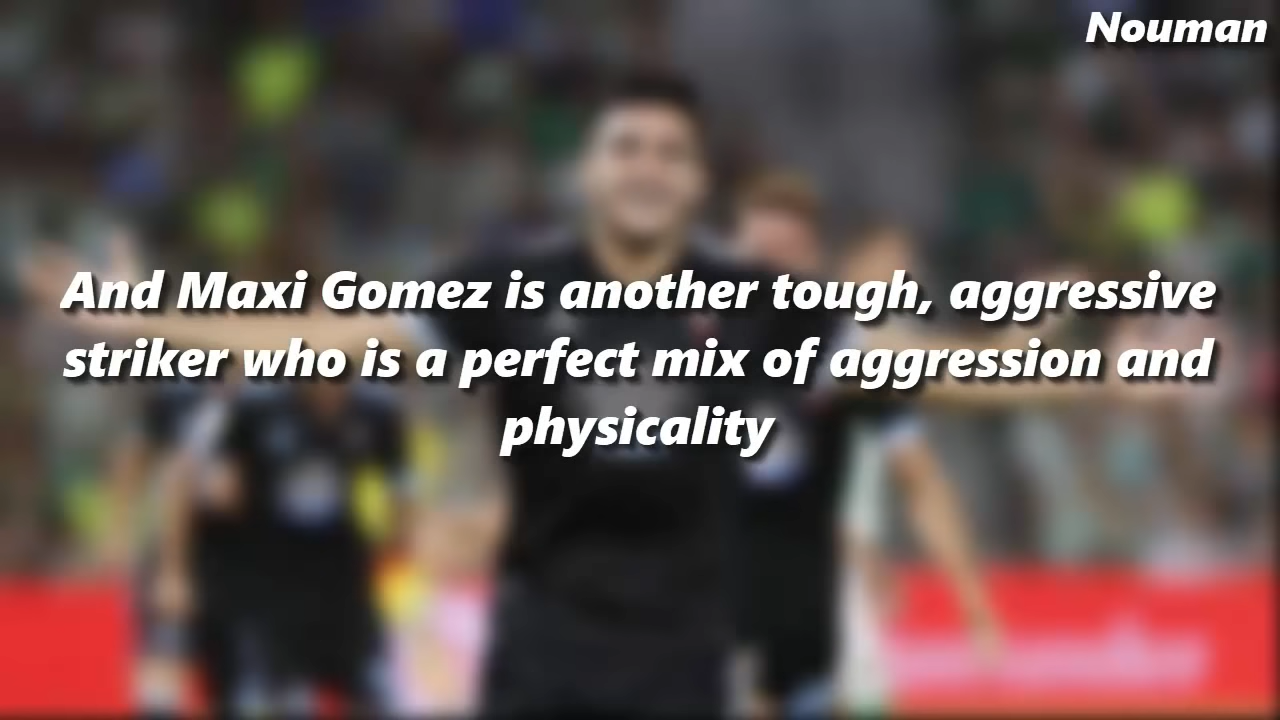 Nouman
And Maxi Gomez is another tough, aggressive
striker who is a perfect mix of aggression and
physicality